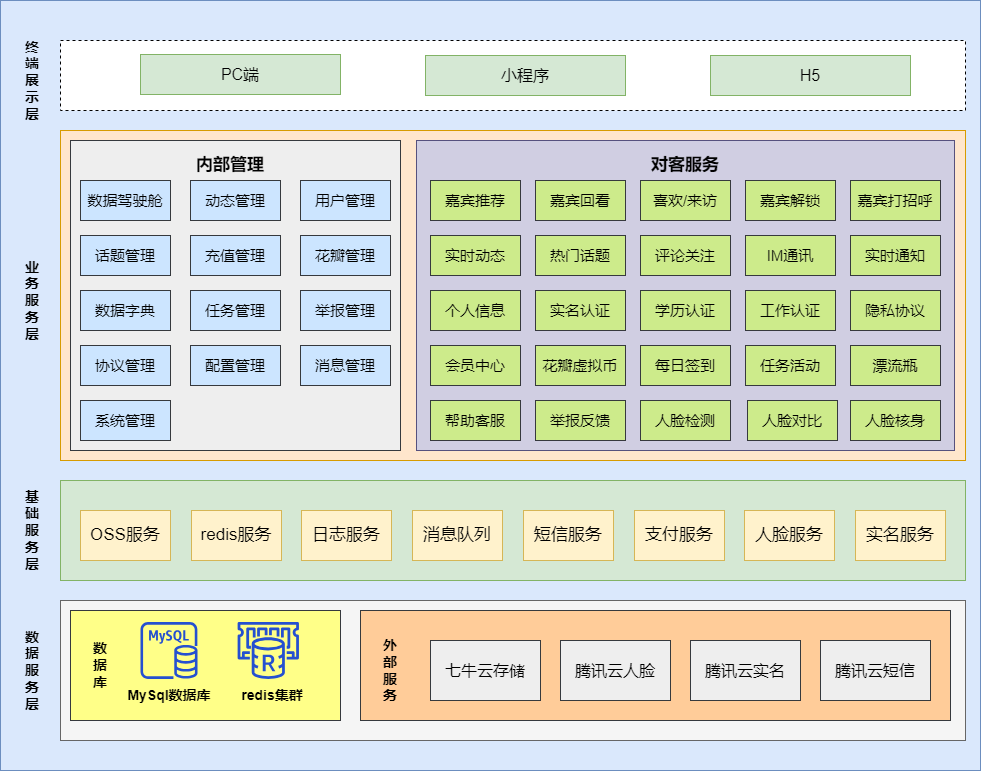 终端展示层
PC端
小程序
H5
业务服务层
内部管理
数据驾驶舱
动态管理
用户管理
话题管理
充值管理
花瓣管理
数据字典
任务管理
举报管理
协议管理
配置管理
消息管理
系统管理
对客服务
嘉宾推荐
嘉宾回看
喜欢/来访
嘉宾解锁
嘉宾打招呼
实时动态
热门话题
评论关注
IM通讯
实时通知
个人信息
实名认证
学历认证
工作认证
隐私协议
会员中心
花瓣虚拟币
每日签到
任务活动
漂流瓶
帮助客服
举报反馈
人脸检测
人脸对比
人脸核身
基础服务层
OSS服务
redis服务
日志服务
消息队列
短信服务
支付服务
人脸服务
实名服务
数据服务层
数据库
MySQL
MySql数据库
R
redis集群
外部服务
七牛云存储
腾讯云人脸
腾讯云实名
腾讯云短信